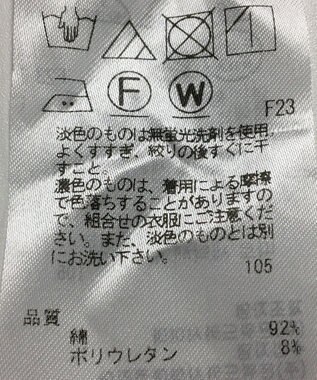 F
W
F23
淡色のものは無蛍光洗剤を使用。
よくすすぎ、絞りの後すぐに干
すこと。
濃色のものは、着用による摩擦
で色落ちすることがありますの
で、組合せの衣服にご注意くだ
さい。また、淡色のものとは別
にお洗い下さい。
105
品質
綿 92%
ポリウレタン 8%